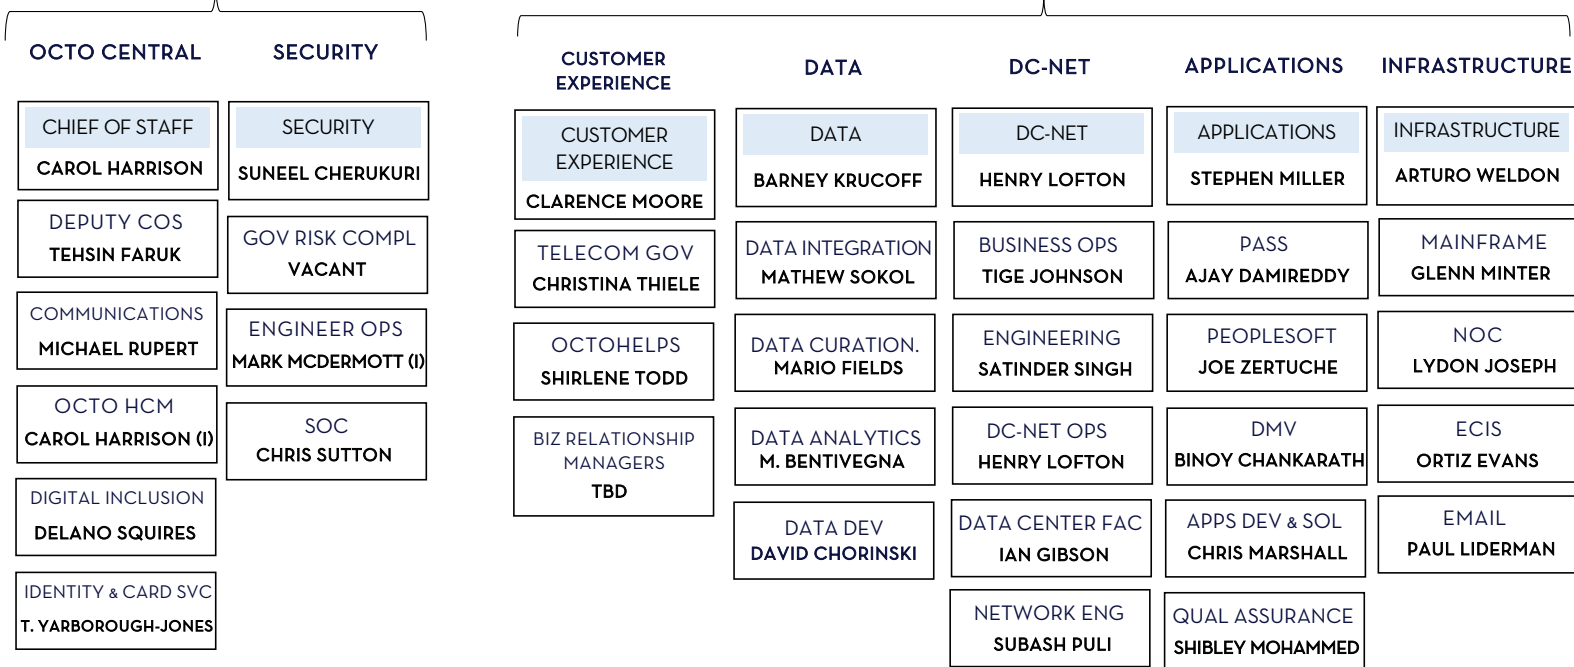 OCTO CENTRAL
CHIEF OF STAFF
CAROL HARRISON
DEPUTY COS
TEHSIN FARUK
COMMUNICATIONS
MICHAEL RUPERT
OCTO HCM
CAROL HARRISON (I)
DIGITAL INCLUSION
DELANO SQUIRES
IDENTITY & CARD SVC
T. YARBOROUGH-JONES
SECURITY
SECURITY
SUNEEL CHERUKURI
GOV RISK COMPL
VACANT
ENGINEER OPS
MARK MCDERMOTT (I)
SOC
CHRIS SUTTON
CUSTOMER
EXPERIENCE
CUSTOMER
EXPERIENCE
CLARENCE MOORE
TELECOM GOV
CHRISTINA THIELE
OCTOHELPS
SHIRLENE TODD
BIZ RELATIONSHIP
MANAGERS
TBD
DATA
DATA
BARNEY KRUCOFF
DATA INTEGRATION
MATHEW SOKOL
DATA CURATION.
MARIO FIELDS
DATA ANALYTICS
M. BENTIVEGNA
DATA DEV
DAVID CHORINSKI
DC-NET
DC-NET
HENRY LOFTON
BUSINESS OPS
TIGE JOHNSON
ENGINEERING
SATINDER SINGH
DC-NET OPS
HENRY LOFTON
DATA CENTER FAC
IAN GIBSON
NETWORK ENG
SUBASH PULI
APPLICATIONS
APPLICATIONS
STEPHEN MILLER
PASS
AJAY DAMIREDDY
PEOPLESOFT
JOE ZERTUCHE
DMV
BINOY CHANKARATH
APPS DEV & SOL
CHRIS MARSHALL
QUAL ASSURANCE
SHIBLEY MOHAMMED
INFRASTRUCTURE
INFRASTRUCTURE
ARTURO WELDON
MAINFRAME
GLENN MINTER
NOC
LYDON JOSEPH
ECIS
ORTIZ EVANS
EMAIL
PAUL LIDERMAN